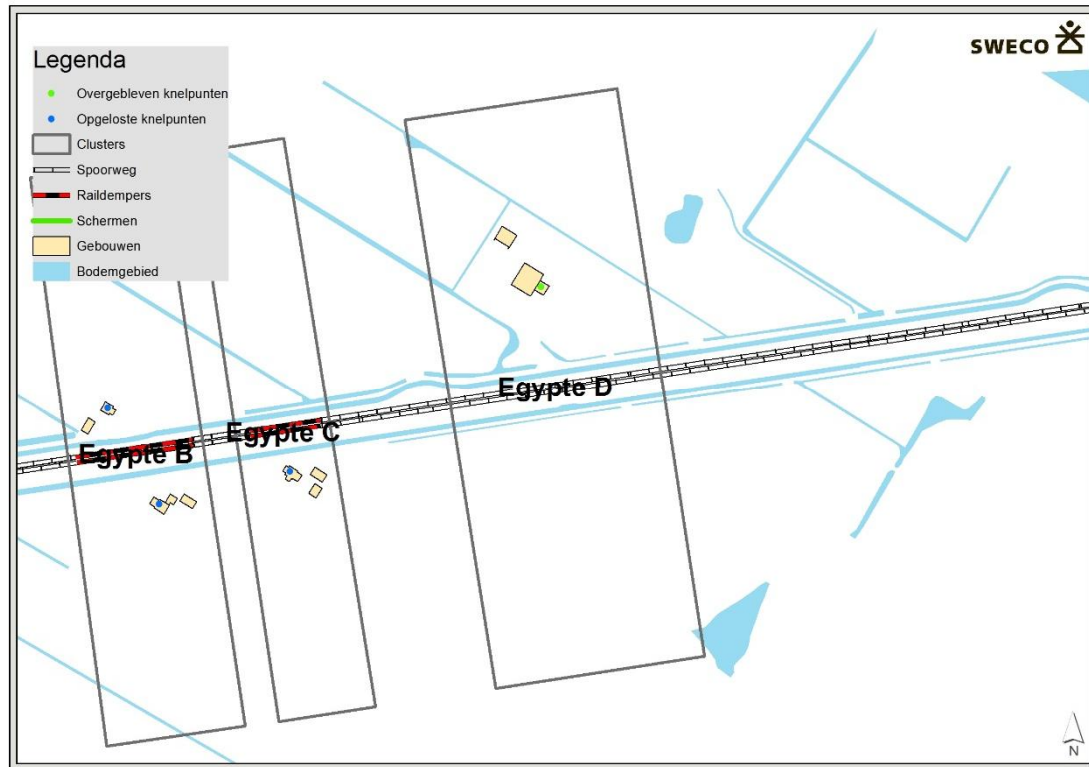 SWECO
Legenda
Overgebleven knelpunten
Opgeloste knelpunten
Clusters
Spoorweg
Raildempers
Schermen
Gebouwen
Bodemgebied
Egypte D
Egypte C
Egypte B
N